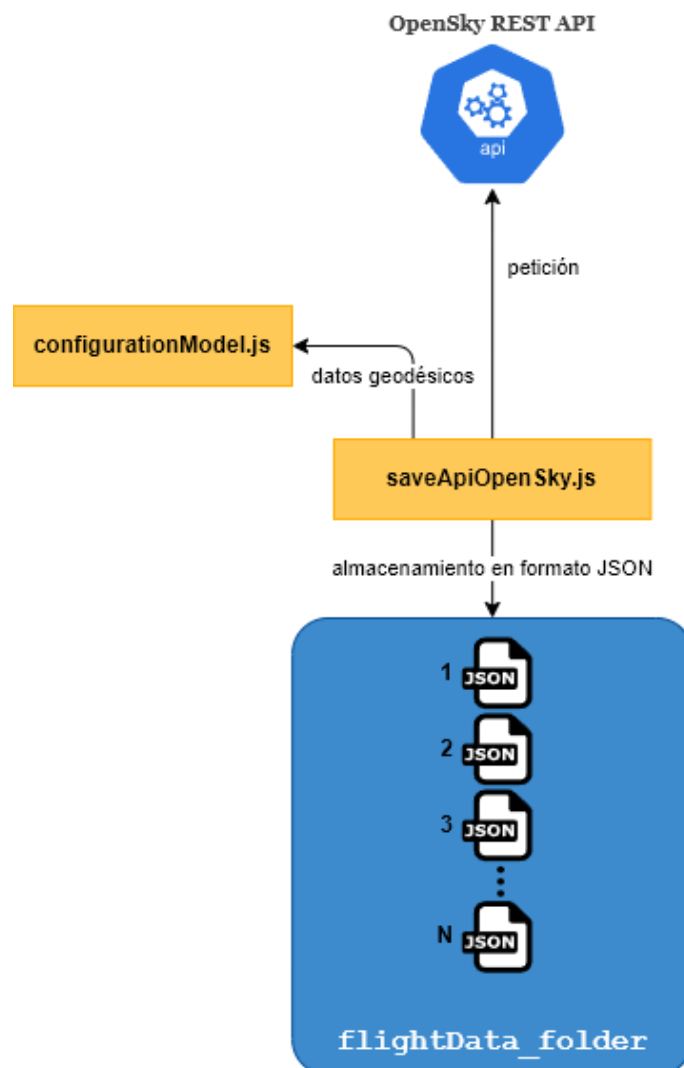 OpenSky REST API
api
petición
configurationModel.js
datos geodésicos
saveApiOpenSky.js
almacenamiento en formato JSON
1 JSON
2 JSON
3 JSON
N JSON
flightData_folder